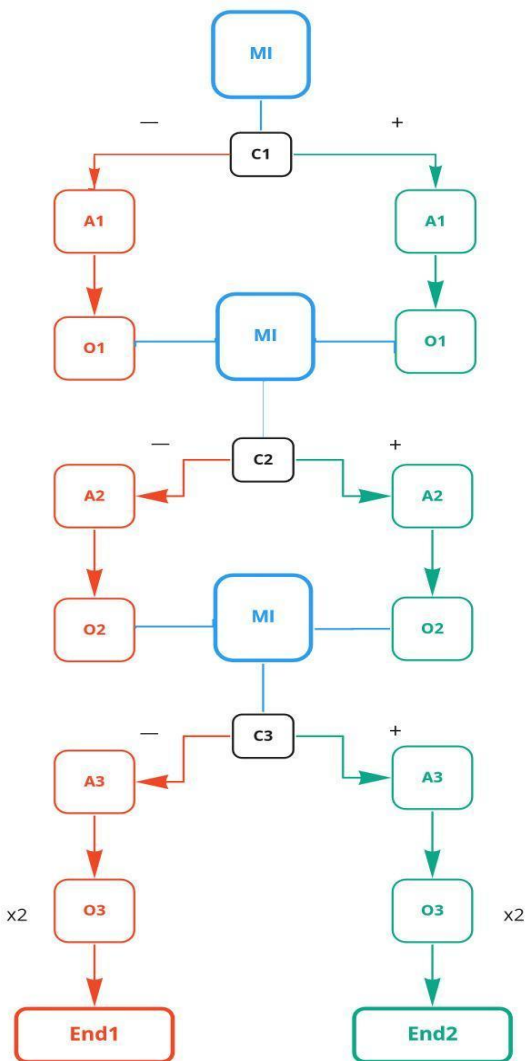 MI
— +
C1
A1 A1
O1 MI O1
— +
C2
A2 A2
O2 MI O2
— +
C3
A3 A3
x2 O3 O3 x2
End1 End2